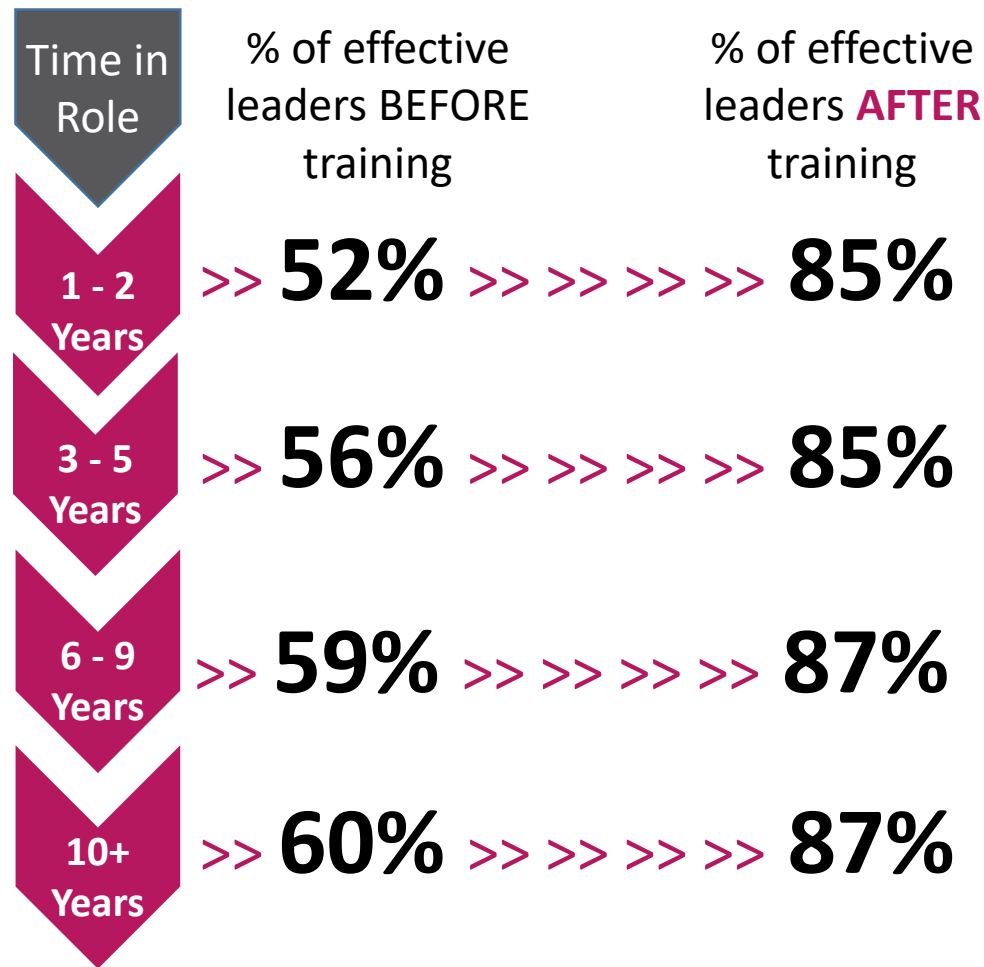 Time in
Role
% of effective
leaders BEFORE
training
% of effective
leaders AFTER
training
1 - 2
Years
>> 52% >> >> >> >> 85%
3 - 5
Years
>> 56% >> >> >> >> 85%
6 - 9
Years
>> 59% >> >> >> >> 87%
10+
Years
>> 60% >> >> >> >> 87%